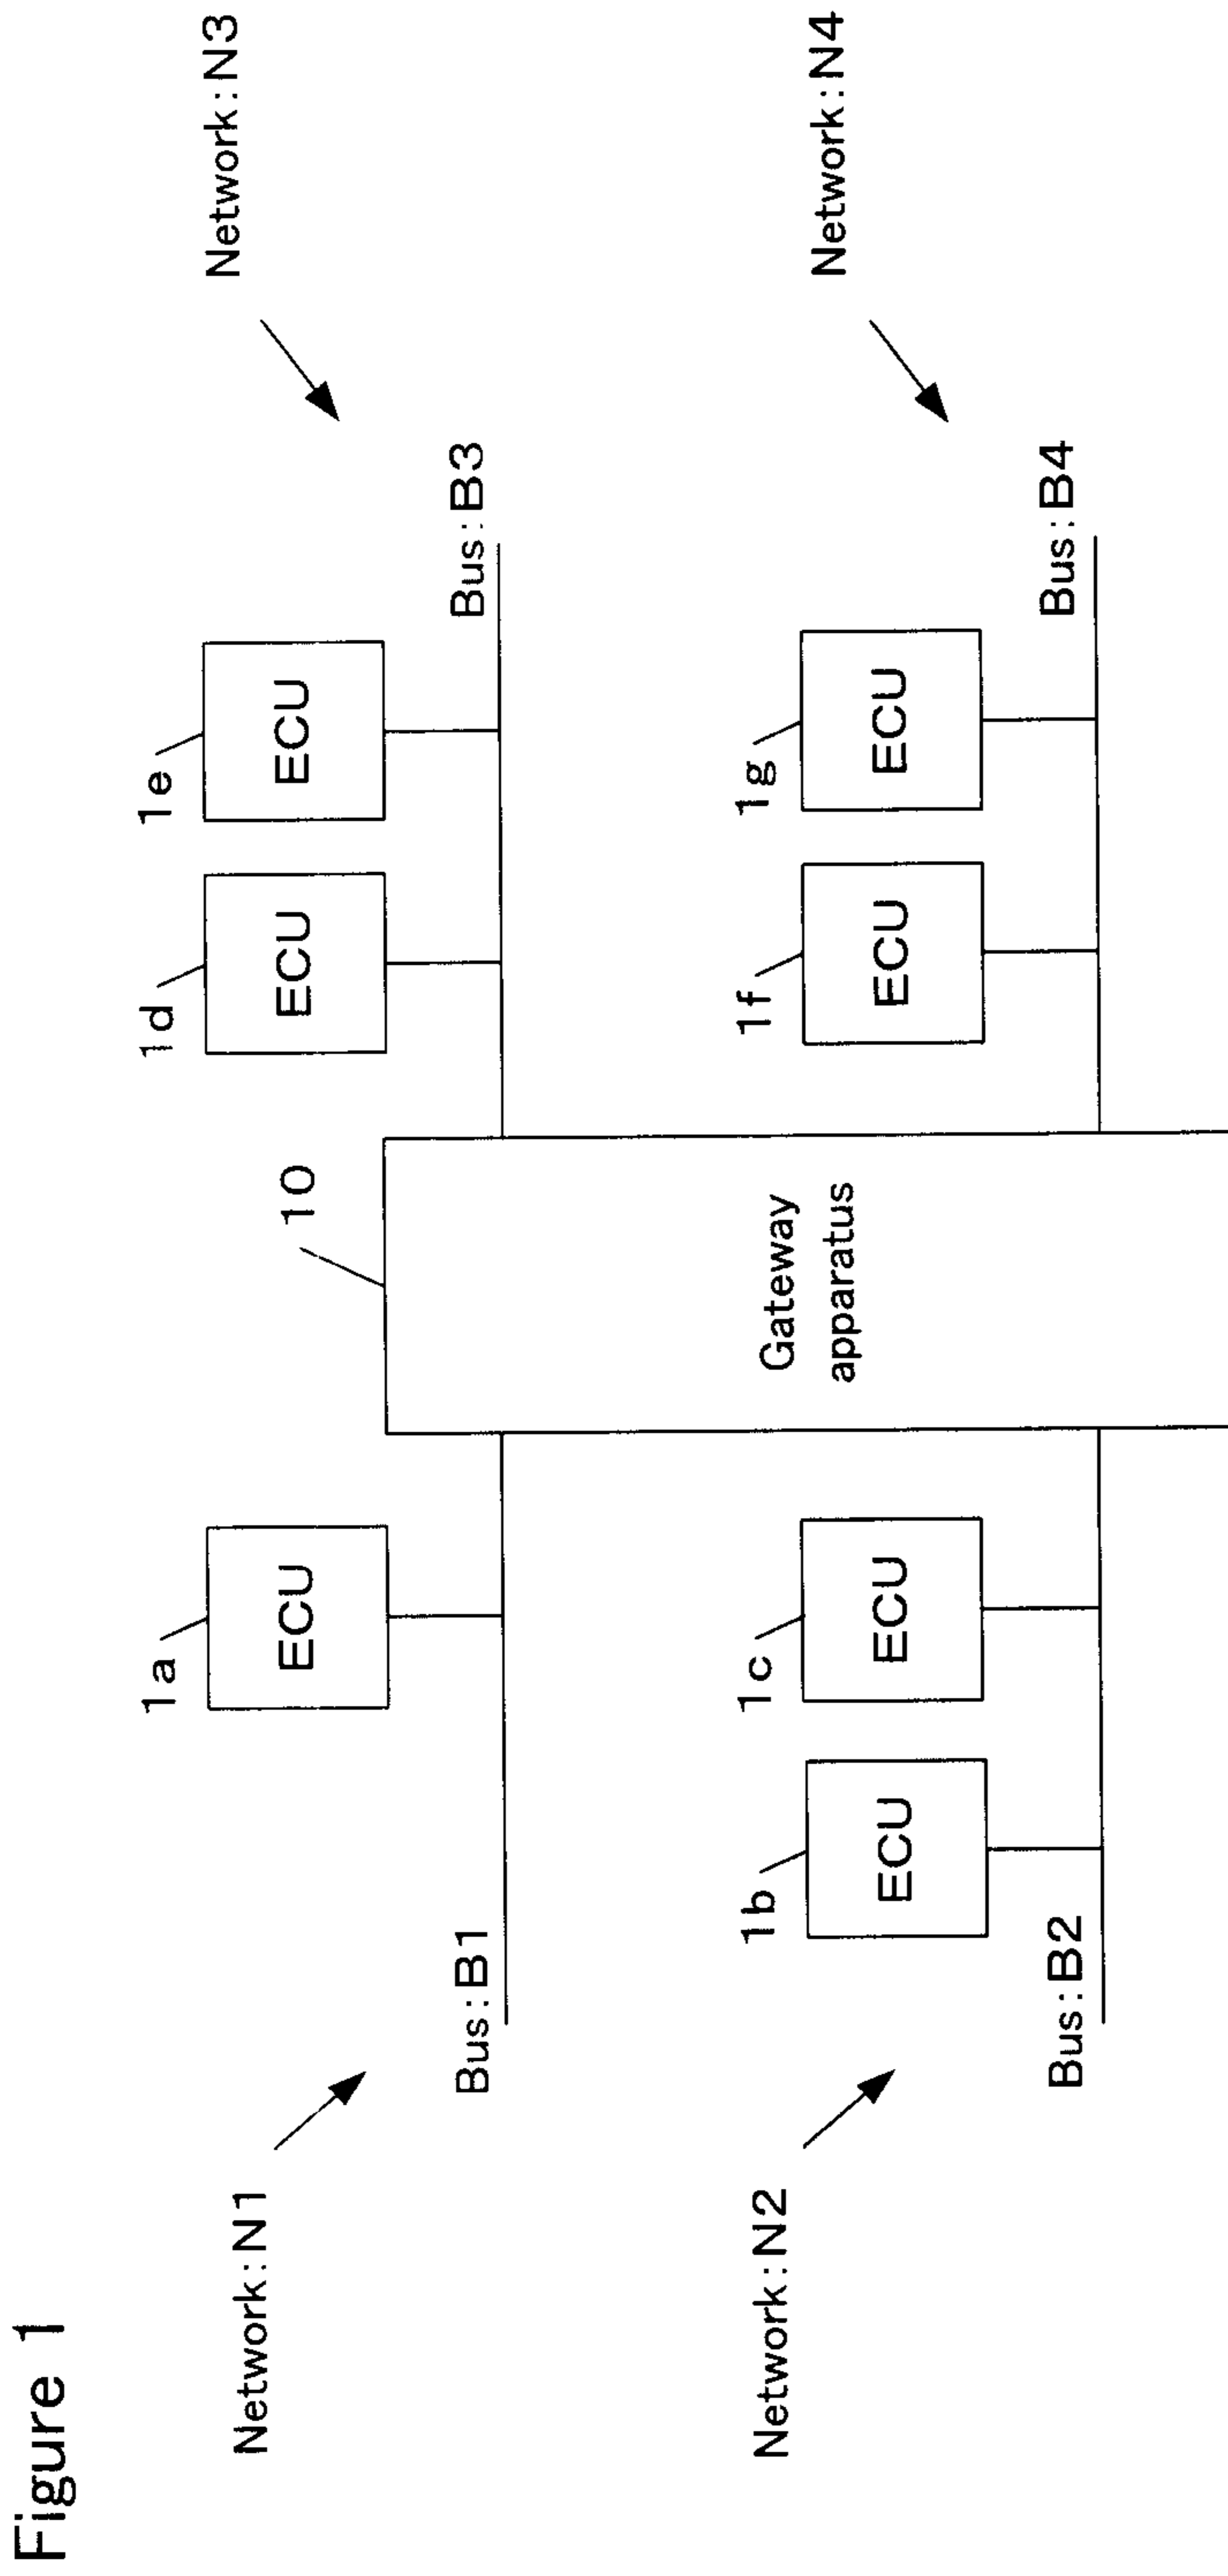 Figure 1
Network:N1
Bus:B1
1a
ECU
10
Gateway
apparatus
1d
ECU
1e
ECU
Bus:B3
Network:N3
Network:N2
Bus:B2
1b
ECU
1c
ECU
1f
ECU
1g
ECU
Bus:B4
Network:N4